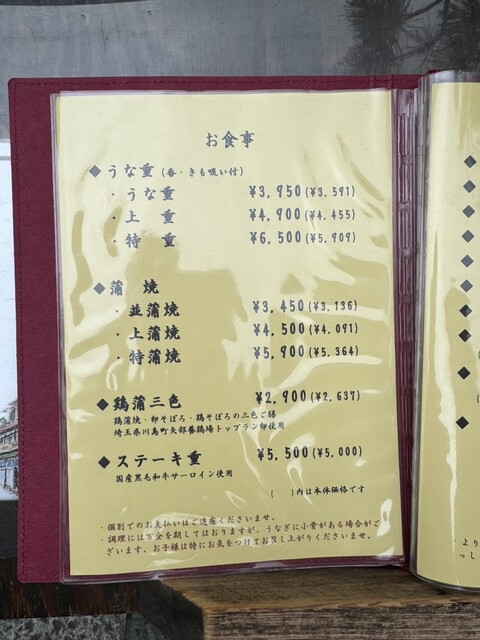 お食事
◆うな重（香・きも吸い付）
・うな重 ¥3,950(¥3,591)
・上 重 ¥4,900(¥4,455)
・特 重 ¥6,500(¥5,909)
◆蒲 焼
・並蒲焼 ¥3,450(¥3,136)
・上蒲焼 ¥4,500(¥4,091)
・特蒲焼 ¥5,900(¥5,364)
◆鶏蒲三色 ¥2,900(¥2,637)
鶏蒲焼・卵そぼろ・鶏そぼろの三色ご膳
埼玉県川島町矢部養鶏場トップラン卵使用
◆ステーキ重 ¥5,500(¥5,000)
国産黒毛和牛サーロイン使用
（ ）内は本体価格です
・個別でのお支払いはご遠慮くださいませ。
・調理には万全を期してはおりますが、うなぎに小骨がある場合がご
ざいます。お子様は特にお気をつけてお召し上がりくださいませ。
◆
◆
◆
◆
◆
◆
◆
◆
◆
・より
っし